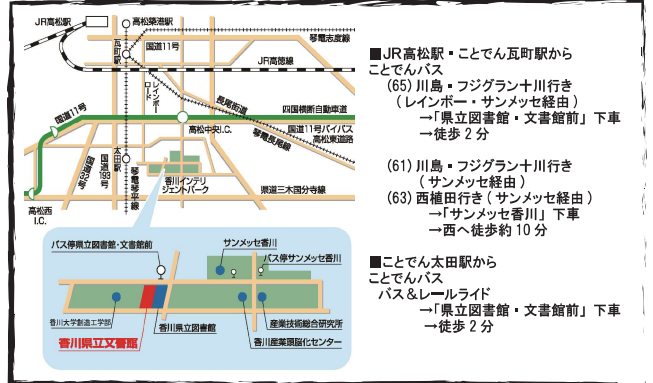 JR高松駅
高松築港駅
琴電志度線
国道11号
瓦町駅
JR高徳線
レインボーロード
長尾街道
四国横断自動車道
国道11号
高松中央I.C.
国道11号バイパス
高松東道路
琴電長尾線
太田駅
国道193号
国道32号
琴電琴平線
香川インテリ
ジェントパーク
県道三木国分寺線
高松西
I.C.
バス停県立図書館・文書館前
サンメッセ香川
バス停サンメッセ香川
香川大学創造工学部
香川県立図書館
産業技術総合研究所
香川県立文書館
香川産業頭脳化センター
■JR高松駅・ことでん瓦町駅から
ことでんバス
(65) 川島・フジグラン十川行き
(レインボー・サンメッセ経由)
→「県立図書館・文書館前」下車
→徒歩2分
(61) 川島・フジグラン十川行き
(サンメッセ経由)
(63) 西植田行き(サンメッセ経由)
→「サンメッセ香川」下車
→西へ徒歩約10分
■ことでん太田駅から
ことでんバス
バス&レールライド
→「県立図書館・文書館前」下車
→徒歩2分